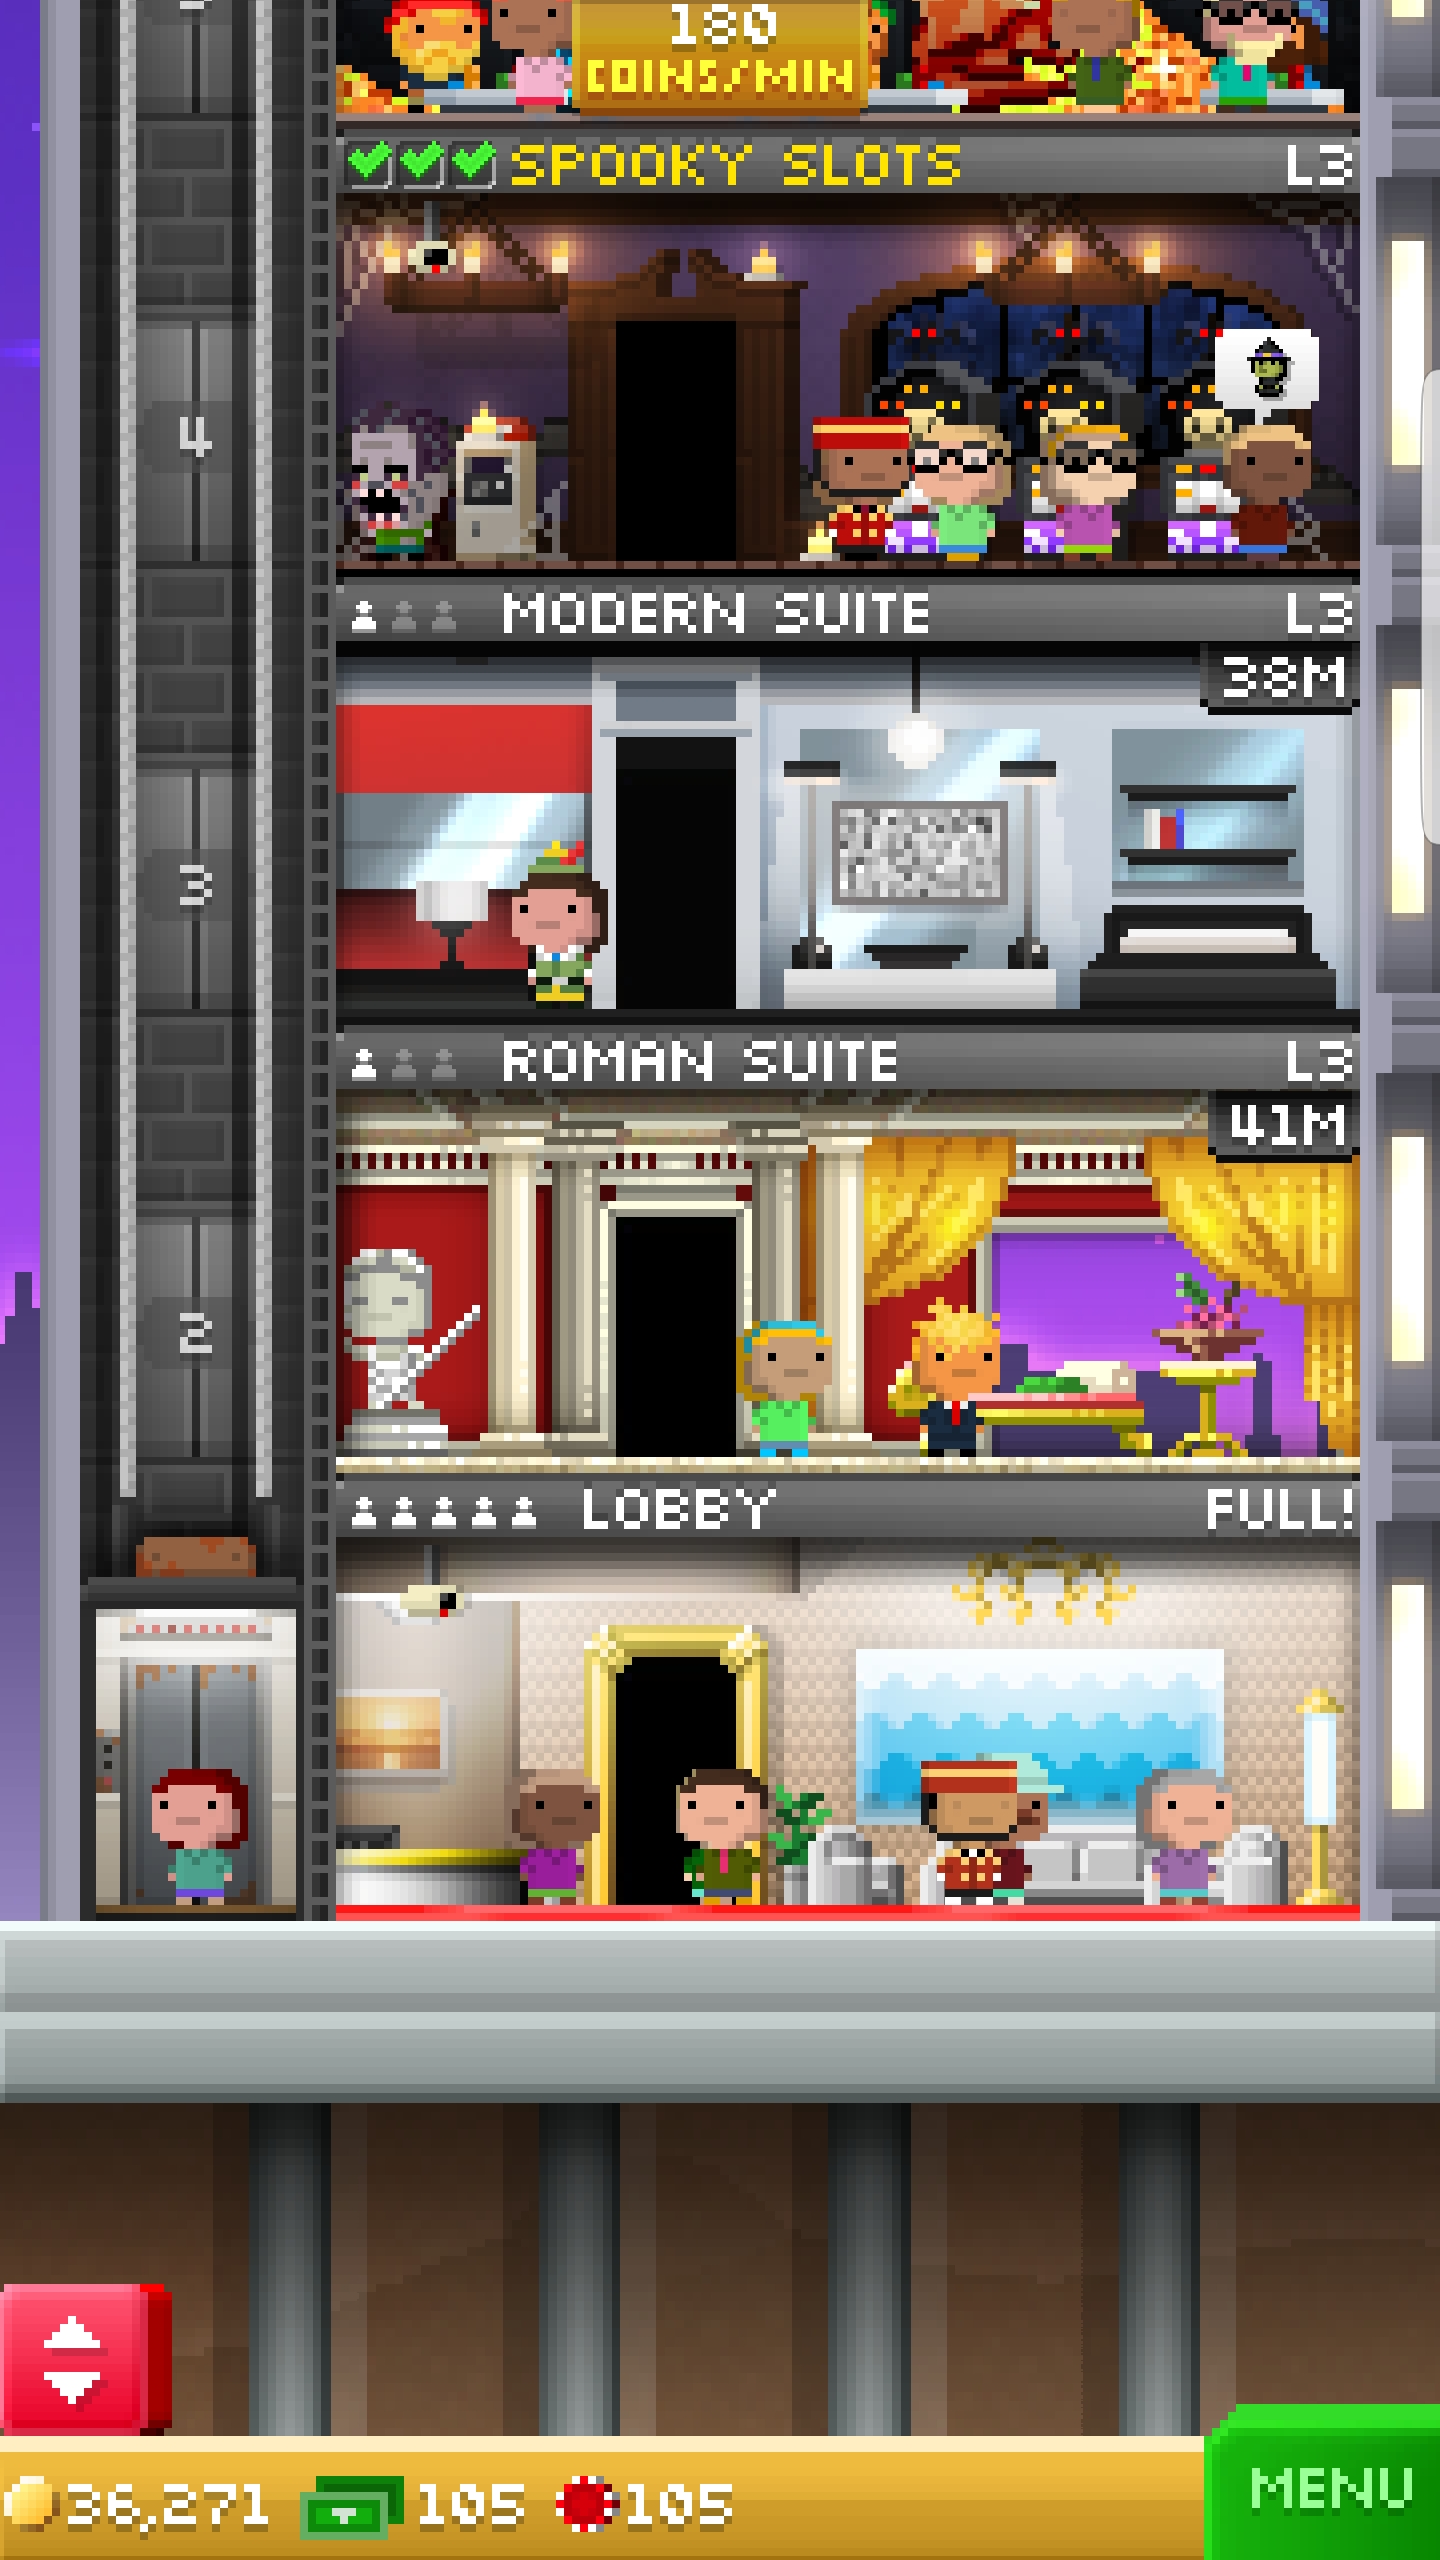 180
COINS/MIN
SPOOKY SLOTS L3
4
MODERN SUITE L3
38M
3
ROMAN SUITE L3
41M
2
LOBBY FULL!
MENU
36,271 105 105